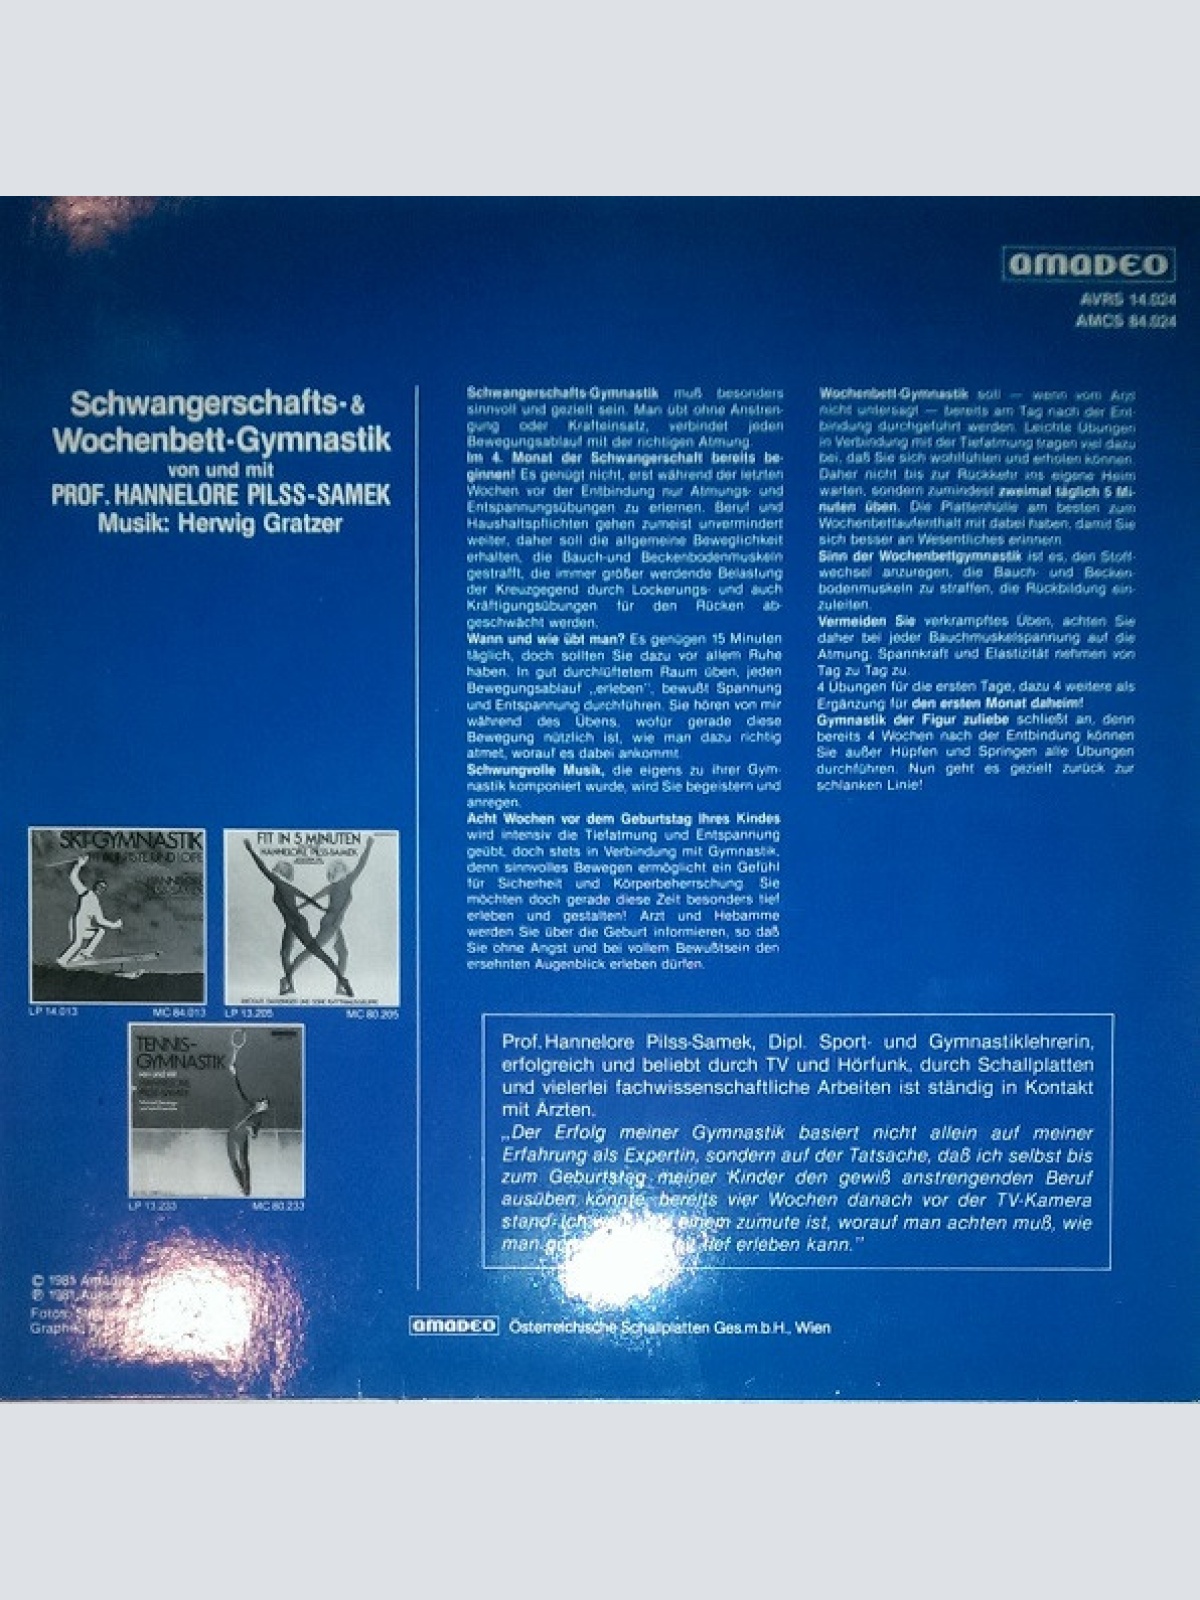 amadeo
AVRS 14.024
AMCS 84.024
Schwangerschafts- &
Wochenbett-Gymnastik
von und mit
PROF. HANNELORE PILSS-SAMEK
Musik: Herwig Gratzer
Schwangerschafts-Gymnastik muß besonders
sinnvoll und gezielt sein. Man übt ohne Anstren-
gung oder Krafteinsatz, verbindet jeden
Bewegungsablauf mit der richtigen Atmung.
Im 4. Monat der Schwangerschaft bereits be-
ginnen! Es genügt nicht, erst während der letzten
Wochen vor der Entbindung nur Atmungs- und
Entspannungsübungen zu erlernen. Beruf und
Haushaltspflichten gehen zumeist unvermindert
weiter, daher soll die allgemeine Beweglichkeit
erhalten, die Bauch-und Beckenbodenmuskeln
gestrafft, die immer größer werdende Belastung
der Kreuzgegend durch Lockerungs- und auch
Kräftigungsübungen für den Rücken ab-
geschwächt werden.
Wann und wie übt man? Es genügen 15 Minuten
täglich, doch sollten Sie dazu vor allem Ruhe
haben. In gut durchlüftetem Raum üben, jeden
Bewegungsablauf „erleben“, bewußt Spannung
und Entspannung durchführen. Sie hören von mir
während des Übens, wofür gerade diese
Bewegung nützlich ist, wie man dazu richtig
atmet, worauf es dabei ankommt.
Schwungvolle Musik, die eigens zu ihrer Gym-
nastik komponiert wurde, wird Sie begeistern und
anregen.
Acht Wochen vor dem Geburtstag Ihres Kindes
wird intensiv die Tiefatmung und Entspannung
geübt, doch stets in Verbindung mit Gymnastik,
denn sinnvolles Bewegen ermöglicht ein Gefühl
für Sicherheit und Körperbeherrschung. Sie
möchten doch gerade diese Zeit besonders tief
erleben und gestalten! Arzt und Hebamme
werden Sie über die Geburt informieren, so daß
Sie ohne Angst und bei vollem Bewußtsein den
ersehnten Augenblick erleben dürfen.
Wochenbett-Gymnastik soll — wenn vom Arzt
nicht untersagt — bereits am Tag nach der Ent-
bindung durchgeführt werden. Leichte Übungen
in Verbindung mit der Tiefatmung tragen viel dazu
bei, daß Sie sich wohlfühlen und erholen können.
Daher nicht bis zur Rückkehr ins eigene Heim
warten, sondern zumindest zweimal täglich 5 Mi-
nuten üben. Die Plattenhülle am besten zum
Wochenbettaufenthalt mit dabei haben, damit Sie
sich besser an Wesentliches erinnern.
Sinn der Wochenbettgymnastik ist es, den Stoff-
wechsel anzuregen, die Bauch- und Becken-
bodenmuskeln zu straffen, die Rückbildung ein-
zuleiten.
Vermeiden Sie verkrampftes Üben, achten Sie
daher bei jeder Bauchmuskelspannung auf die
Atmung. Spannkraft und Elastizität nehmen von
Tag zu Tag zu.
4 Übungen für die ersten Tage, dazu 4 weitere als
Ergänzung für den ersten Monat daheim!
Gymnastik der Figur zuliebe schließt an, denn
bereits 4 Wochen nach der Entbindung können
Sie außer Hüpfen und Springen alle Übungen
durchführen. Nun geht es gezielt zurück zur
schlanken Linie!
SKI-GYMNASTIK
PISTE UND LOIPE
LP 14.013 MC 84.013
FIT IN 5 MINUTEN
HANNELORE PILSS-SAMEK
LP 13.205 MC 80.205
TENNIS-
GYMNASTIK
von und mit
HANNELORE
PILSS-SAMEK
LP 13.233 MC 80.233
Prof. Hannelore Pilss-Samek, Dipl. Sport- und Gymnastiklehrerin,
erfolgreich und beliebt durch TV und Hörfunk, durch Schallplatten
und vielerlei fachwissenschaftliche Arbeiten ist ständig in Kontakt
mit Ärzten.
„Der Erfolg meiner Gymnastik basiert nicht allein auf meiner
Erfahrung als Expertin, sondern auf der Tatsache, daß ich selbst bis
zum Geburtstag meiner Kinder den gewiß anstrengenden Beruf
ausüben konnte, bereits vier Wochen danach vor der TV-Kamera
stand. Ich einem zumute ist, worauf man achten muß, wie
man tief erleben kann.“
© 1981 Amadeo
℗ 1981
Fotos:
Graphik:
amadeo Österreichische Schallplatten Ges.m.b.H., Wien